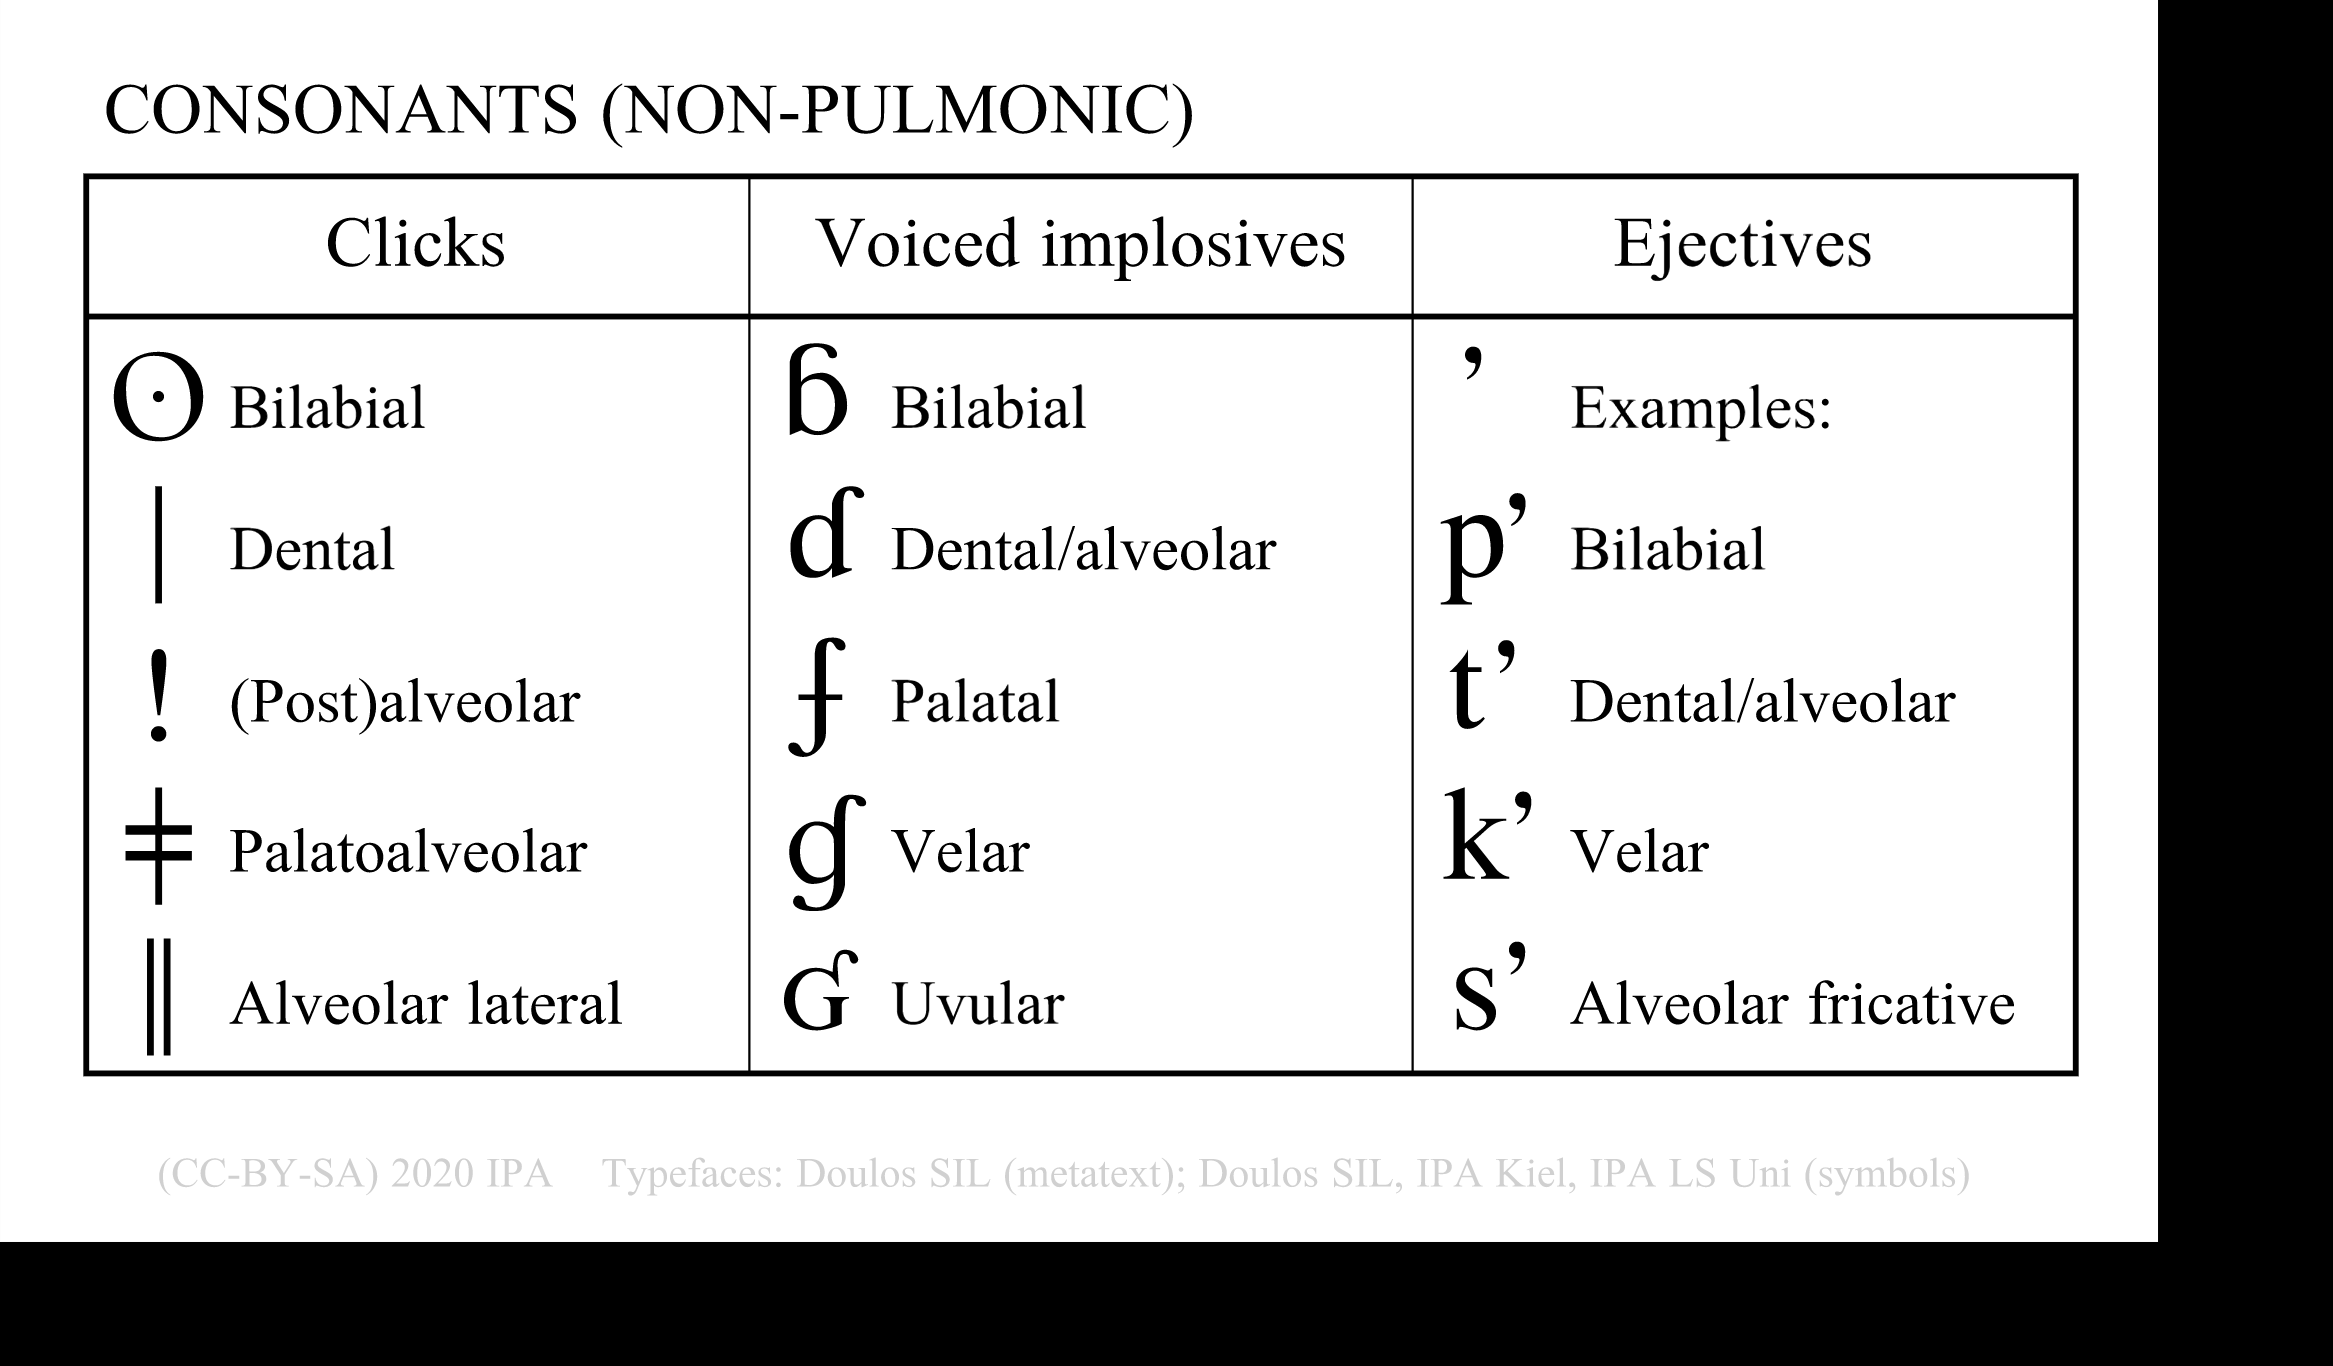 CONSONANTS (NON-PULMONIC)
Clicks Voiced implosives Ejectives
ʘ Bilabial ɓ Bilabial ʼ Examples:
ǀ Dental ɗ Dental/alveolar pʼ Bilabial
ǃ (Post)alveolar ʄ Palatal tʼ Dental/alveolar
ǂ Palatoalveolar ɠ Velar kʼ Velar
ǁ Alveolar lateral ʛ Uvular sʼ Alveolar fricative
(CC-BY-SA) 2020 IPA Typefaces: Doulos SIL (metatext); Doulos SIL, IPA Kiel, IPA LS Uni (symbols)